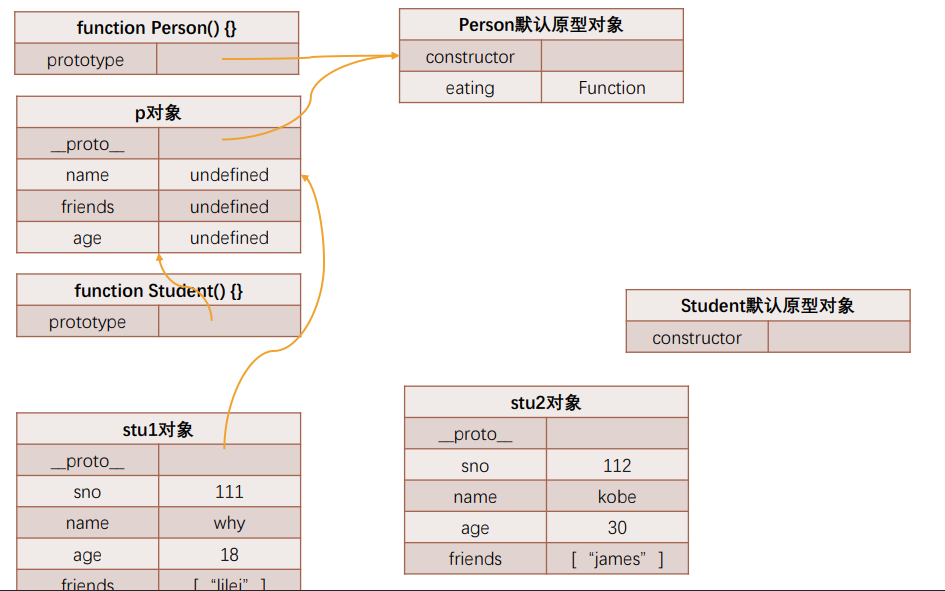 function Person() {}
prototype
Person默认原型对象
constructor
eating Function
p对象
__proto__
name undefined
friends undefined
age undefined
function Student() {}
prototype
Student默认原型对象
constructor
stu1对象
__proto__
sno 111
name why
age 18
friends [ “lilei” ]
stu2对象
__proto__
sno 112
name kobe
age 30
friends [ “james” ]